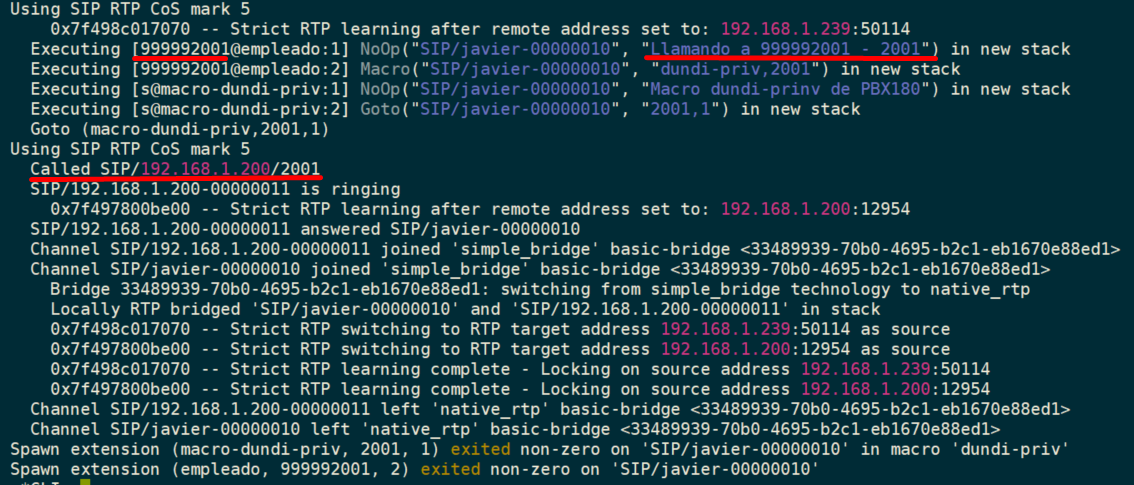 Using SIP RTP CoS mark 5
0x7f498c017070 -- Strict RTP learning after remote address set to: 192.168.1.239:50114
Executing [999992001@empleado:1] NoOp("SIP/javier-00000010", "Llamando a 999992001 - 2001") in new stack
Executing [999992001@empleado:2] Macro("SIP/javier-00000010", "dundi-priv,2001") in new stack
Executing [s@macro-dundi-priv:1] NoOp("SIP/javier-00000010", "Macro dundi-prinv de PBX180") in new stack
Executing [s@macro-dundi-priv:2] Goto("SIP/javier-00000010", "2001,1") in new stack
Goto (macro-dundi-priv,2001,1)
Using SIP RTP CoS mark 5
Called SIP/192.168.1.200/2001
SIP/192.168.1.200-00000011 is ringing
0x7f497800be00 -- Strict RTP learning after remote address set to: 192.168.1.200:12954
SIP/192.168.1.200-00000011 answered SIP/javier-00000010
Channel SIP/192.168.1.200-00000011 joined 'simple_bridge' basic-bridge <33489939-70b0-4695-b2c1-eb1670e88ed1>
Channel SIP/javier-00000010 joined 'simple_bridge' basic-bridge <33489939-70b0-4695-b2c1-eb1670e88ed1>
Bridge 33489939-70b0-4695-b2c1-eb1670e88ed1: switching from simple_bridge technology to native_rtp
Locally RTP bridged 'SIP/javier-00000010' and 'SIP/192.168.1.200-00000011' in stack
0x7f498c017070 -- Strict RTP switching to RTP target address 192.168.1.239:50114 as source
0x7f497800be00 -- Strict RTP switching to RTP target address 192.168.1.200:12954 as source
0x7f498c017070 -- Strict RTP learning complete - Locking on source address 192.168.1.239:50114
0x7f497800be00 -- Strict RTP learning complete - Locking on source address 192.168.1.200:12954
Channel SIP/192.168.1.200-00000011 left 'native_rtp' basic-bridge <33489939-70b0-4695-b2c1-eb1670e88ed1>
Channel SIP/javier-00000010 left 'native_rtp' basic-bridge <33489939-70b0-4695-b2c1-eb1670e88ed1>
Spawn extension (macro-dundi-priv, 2001, 1) exited non-zero on 'SIP/javier-00000010' in macro 'dundi-priv'
Spawn extension (empleado, 999992001, 2) exited non-zero on 'SIP/javier-00000010'